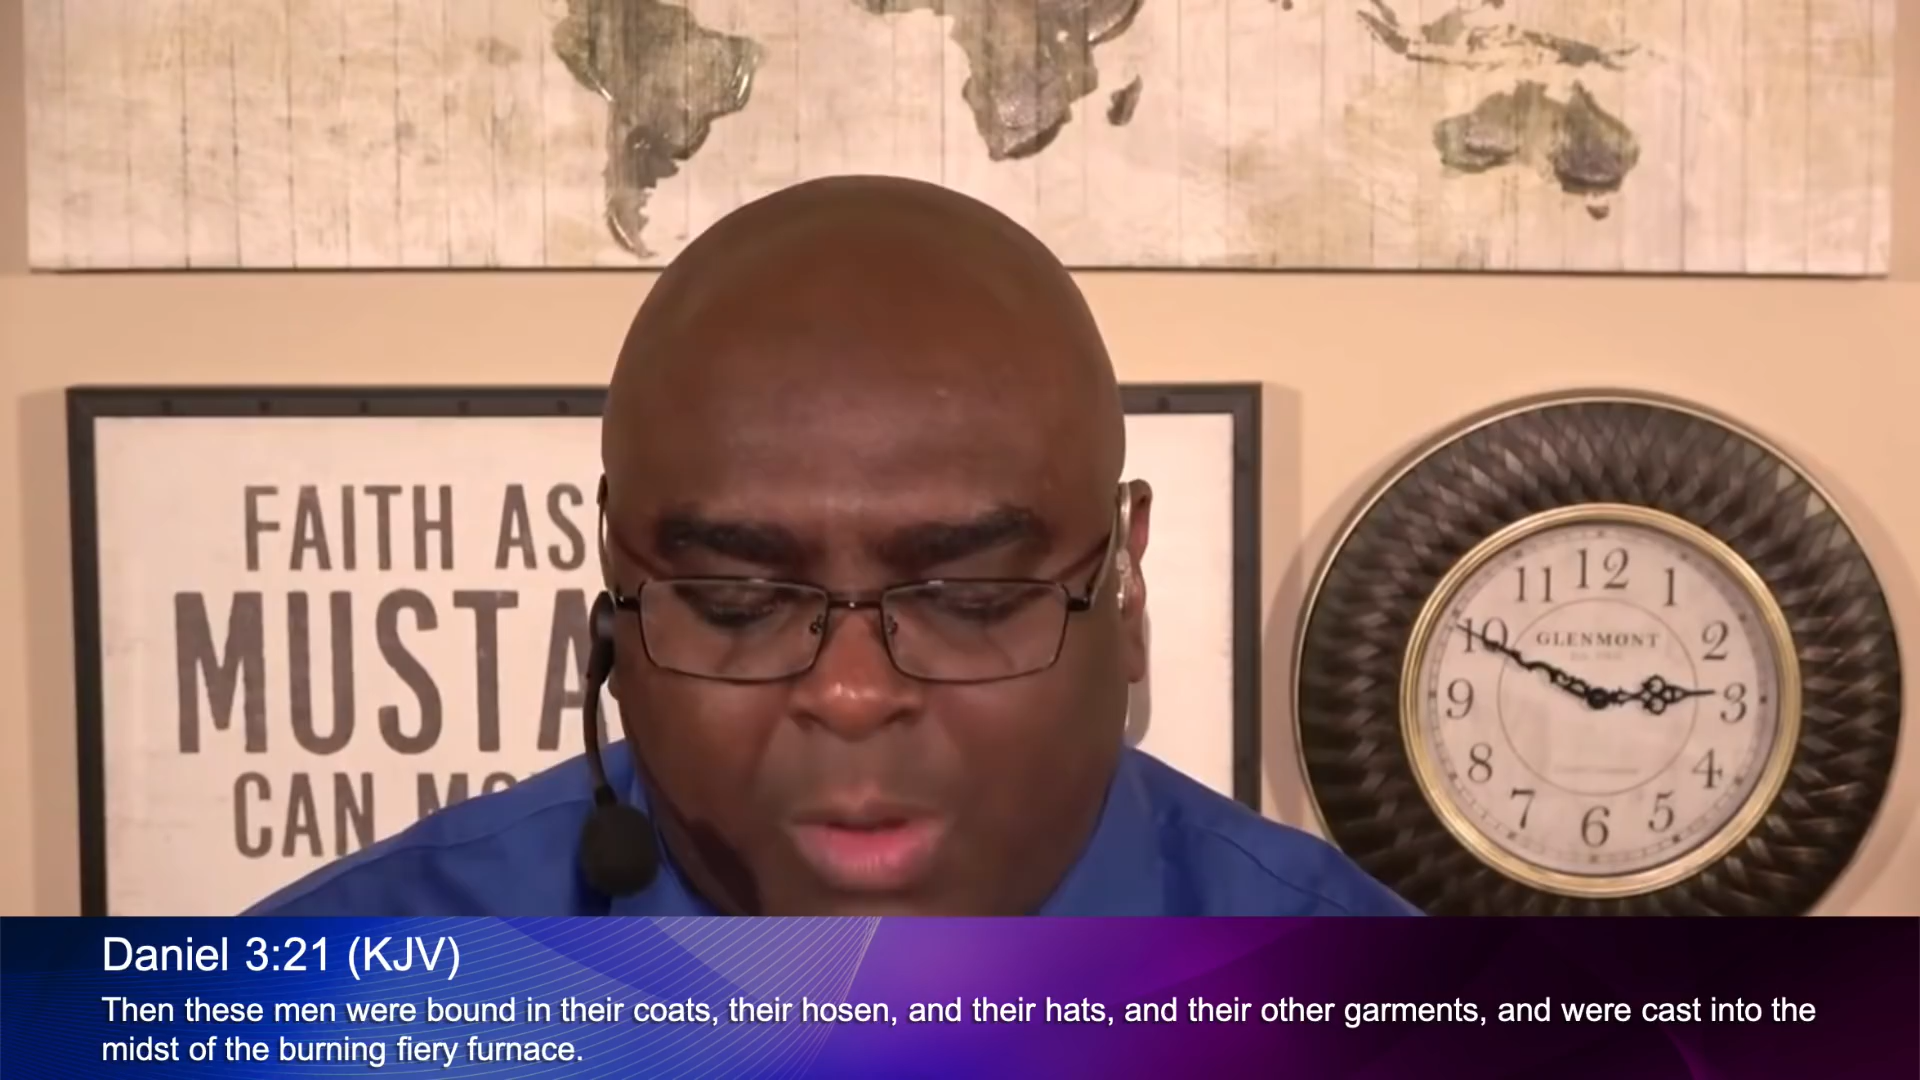 FAITH AS
MUSTA
CAN MO
12
11
1
10
GLENMONT
2
9
3
8
4
7
5
6
Daniel 3:21 (KJV)
Then these men were bound in their coats, their hosen, and their hats, and their other garments, and were cast into the
midst of the burning fiery furnace.